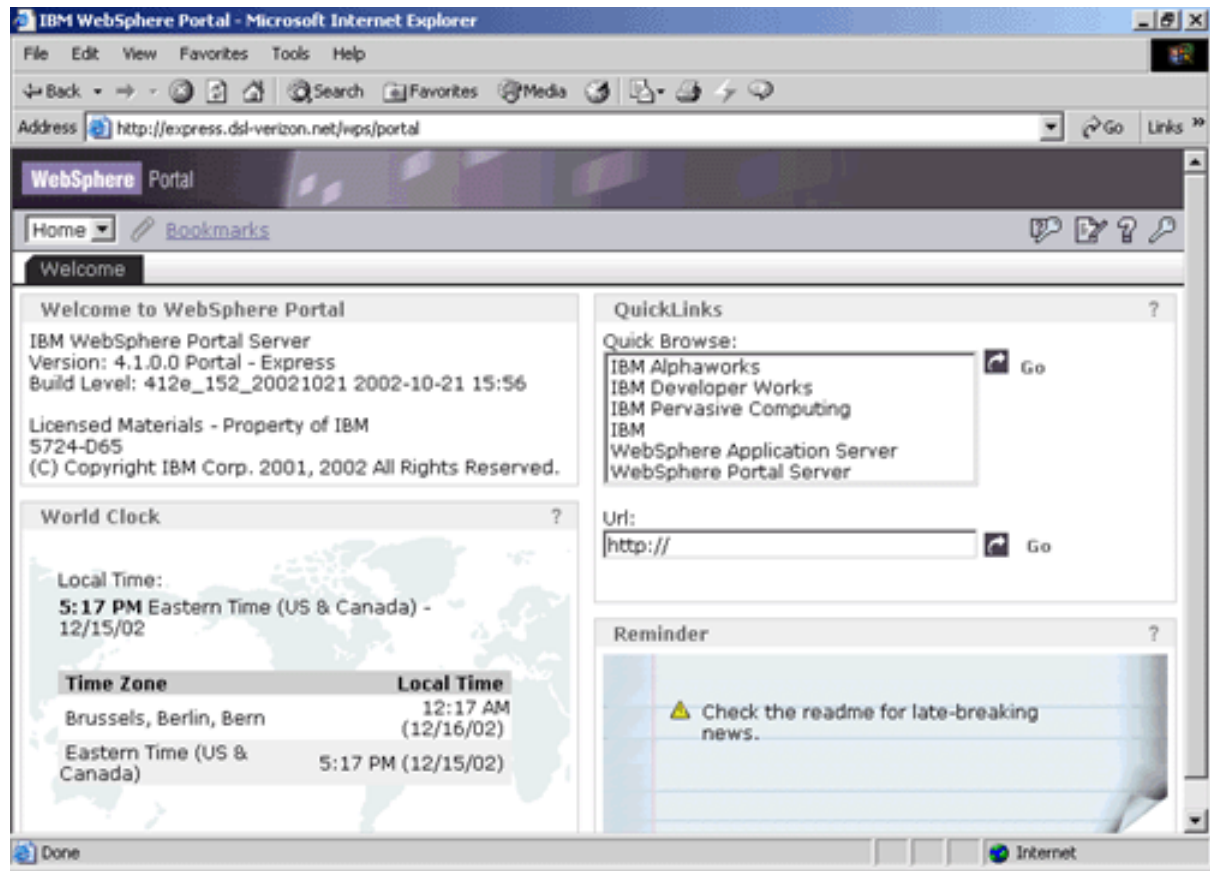 IBM WebSphere Portal - Microsoft Internet Explorer
File Edit View Favorites Tools Help
Back Search Favorites Media
Address http://express.dsl-verizon.net/wps/portal Go Links »
WebSphere Portal
Home Bookmarks
Welcome
Welcome to WebSphere Portal
IBM WebSphere Portal Server
Version: 4.1.0.0 Portal - Express
Build Level: 412e_152_20021021 2002-10-21 15:56
Licensed Materials - Property of IBM
5724-D65
(C) Copyright IBM Corp. 2001, 2002 All Rights Reserved.
World Clock ?
Local Time:
5:17 PM Eastern Time (US & Canada) -
12/15/02
Time Zone Local Time
Brussels, Berlin, Bern 12:17 AM
(12/16/02)
Eastern Time (US &
Canada) 5:17 PM (12/15/02)
QuickLinks ?
Quick Browse:
IBM Alphaworks
IBM Developer Works
IBM Pervasive Computing
IBM
WebSphere Application Server
WebSphere Portal Server
Go
Url:
http://
Go
Reminder ?
Check the readme for late-breaking
news.
Done Internet